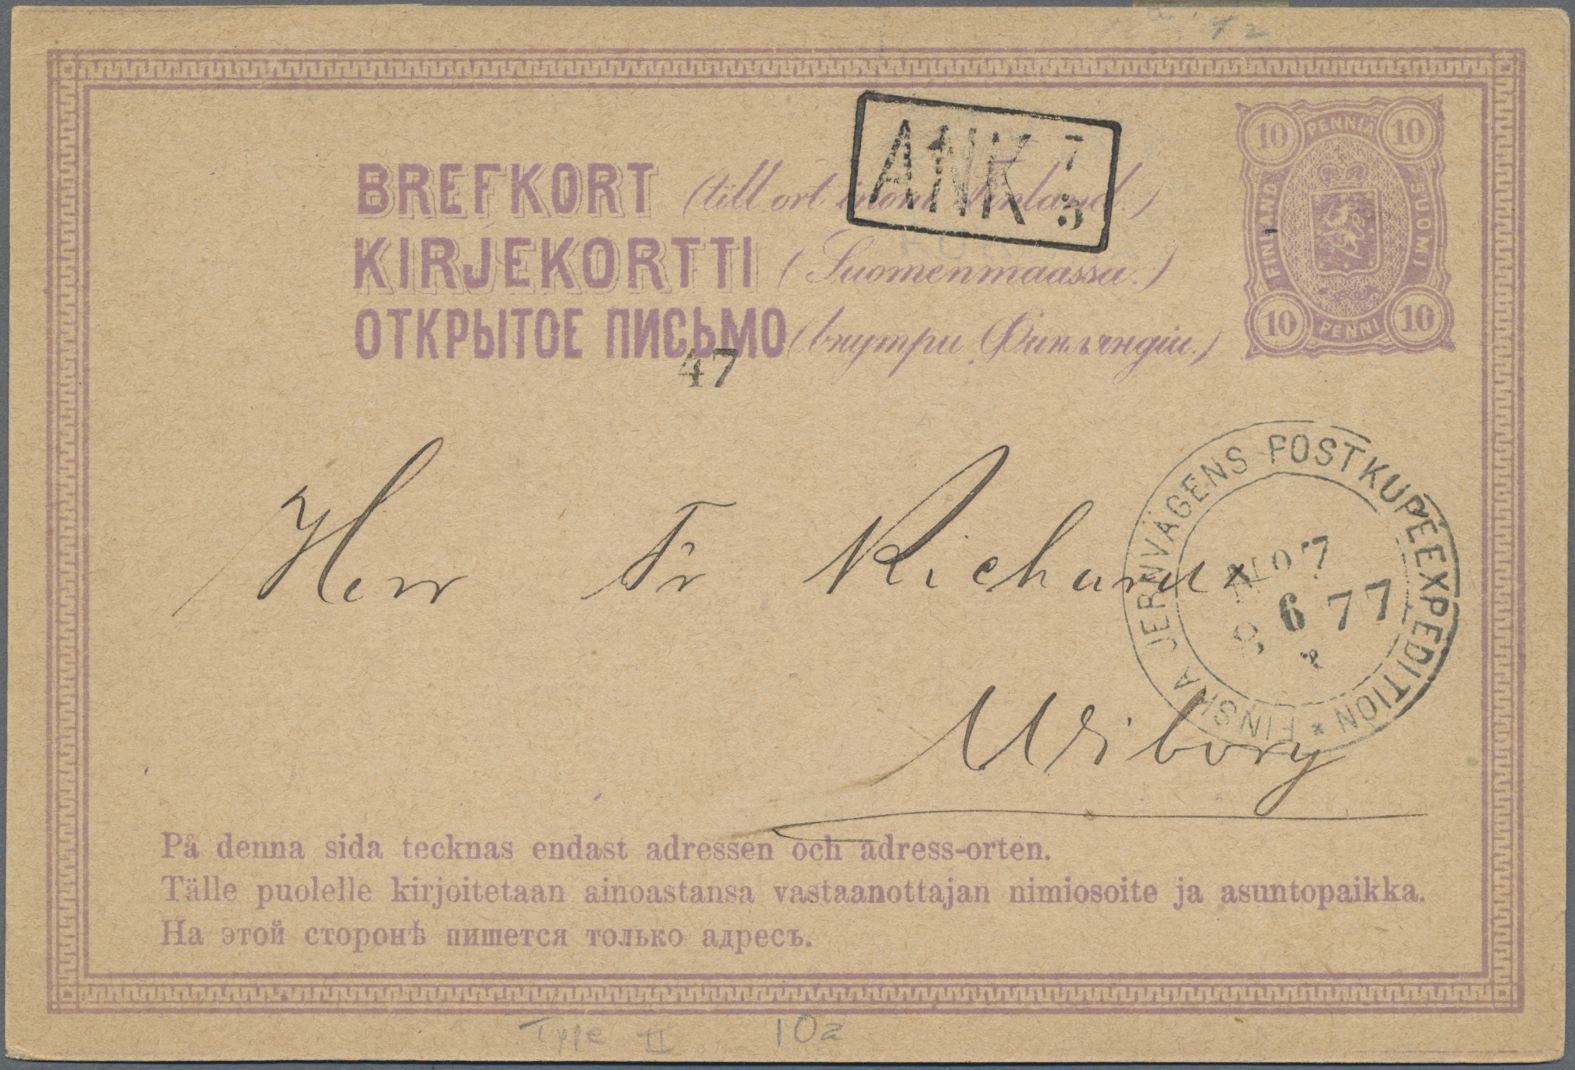 BREFKORT (till ort inom Finland.)
KIRJEKORTTI (Suomenmaassa.)
ОТКРЫТОЕ ПИСЬМО (внутри Финляндіи.)
ANK 7
5
47
10 PENNIÄ 10
FINLAND SUOMI
10 PENNI 10
FINSKA JERNVÄGENS POSTKUPÉEXPEDITION *
No 7
6 77
Herr Fr Richard
Wiborg
På denna sida tecknas endast adressen och adress-orten.
Tälle puolelle kirjoitetaan ainoastansa vastaanottajan nimiosoite ja asuntopaikka.
На этой сторонѣ пишется только адресъ.
Type II 10a